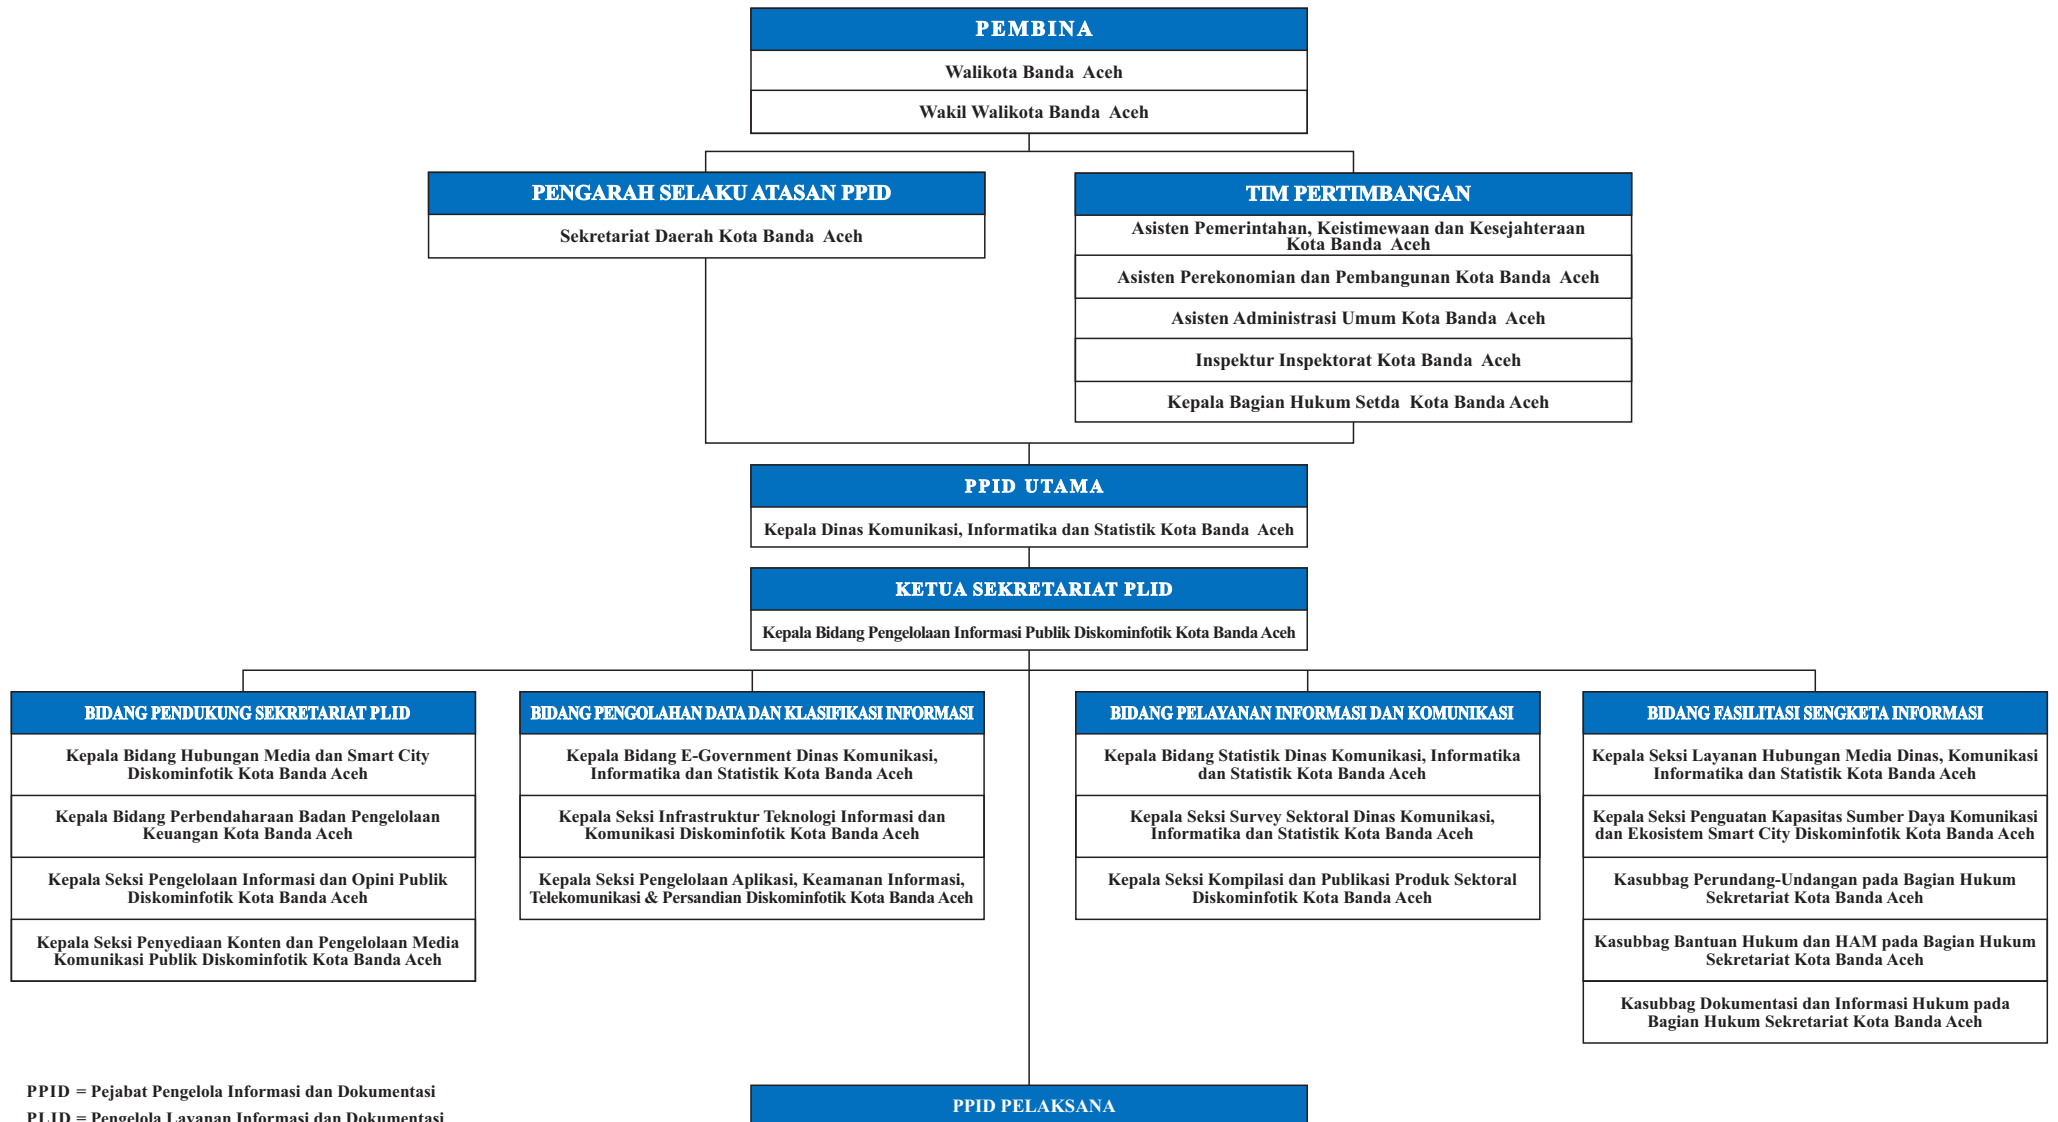 PEMBINA
Walikota Banda Aceh
Wakil Walikota Banda Aceh
PENGARAH SELAKU ATASAN PPID
Sekretariat Daerah Kota Banda Aceh
TIM PERTIMBANGAN
Asisten Pemerintahan, Keistimewaan dan Kesejahteraan
Kota Banda Aceh
Asisten Perekonomian dan Pembangunan Kota Banda Aceh
Asisten Administrasi Umum Kota Banda Aceh
Inspektur Inspektorat Kota Banda Aceh
Kepala Bagian Hukum Setda Kota Banda Aceh
PPID UTAMA
Kepala Dinas Komunikasi, Informatika dan Statistik Kota Banda Aceh
KETUA SEKRETARIAT PLID
Kepala Bidang Pengelolaan Informasi Publik Diskominfotik Kota Banda Aceh
BIDANG PENDUKUNG SEKRETARIAT PLID
Kepala Bidang Hubungan Media dan Smart City
Diskominfotik Kota Banda Aceh
Kepala Bidang Perbendaharaan Badan Pengelolaan
Keuangan Kota Banda Aceh
Kepala Seksi Pengelolaan Informasi dan Opini Publik
Diskominfotik Kota Banda Aceh
Kepala Seksi Penyediaan Konten dan Pengelolaan Media
Komunikasi Publik Diskominfotik Kota Banda Aceh
BIDANG PENGOLAHAN DATA DAN KLASIFIKASI INFORMASI
Kepala Bidang E-Government Dinas Komunikasi,
Informatika dan Statistik Kota Banda Aceh
Kepala Seksi Infrastruktur Teknologi Informasi dan
Komunikasi Diskominfotik Kota Banda Aceh
Kepala Seksi Pengelolaan Aplikasi, Keamanan Informasi,
Telekomunikasi & Persandian Diskominfotik Kota Banda Aceh
BIDANG PELAYANAN INFORMASI DAN KOMUNIKASI
Kepala Bidang Statistik Dinas Komunikasi, Informatika
dan Statistik Kota Banda Aceh
Kepala Seksi Survey Sektoral Dinas Komunikasi,
Informatika dan Statistik Kota Banda Aceh
Kepala Seksi Kompilasi dan Publikasi Produk Sektoral
Diskominfotik Kota Banda Aceh
BIDANG FASILITASI SENGKETA INFORMASI
Kepala Seksi Layanan Hubungan Media Dinas, Komunikasi
Informatika dan Statistik Kota Banda Aceh
Kepala Seksi Penguatan Kapasitas Sumber Daya Komunikasi
dan Ekosistem Smart City Diskominfotik Kota Banda Aceh
Kasubbag Perundang-Undangan pada Bagian Hukum
Sekretariat Kota Banda Aceh
Kasubbag Bantuan Hukum dan HAM pada Bagian Hukum
Sekretariat Kota Banda Aceh
Kasubbag Dokumentasi dan Informasi Hukum pada
Bagian Hukum Sekretariat Kota Banda Aceh
PPID = Pejabat Pengelola Informasi dan Dokumentasi
PLID = Pengelola Layanan Informasi dan Dokumentasi
PPID PELAKSANA